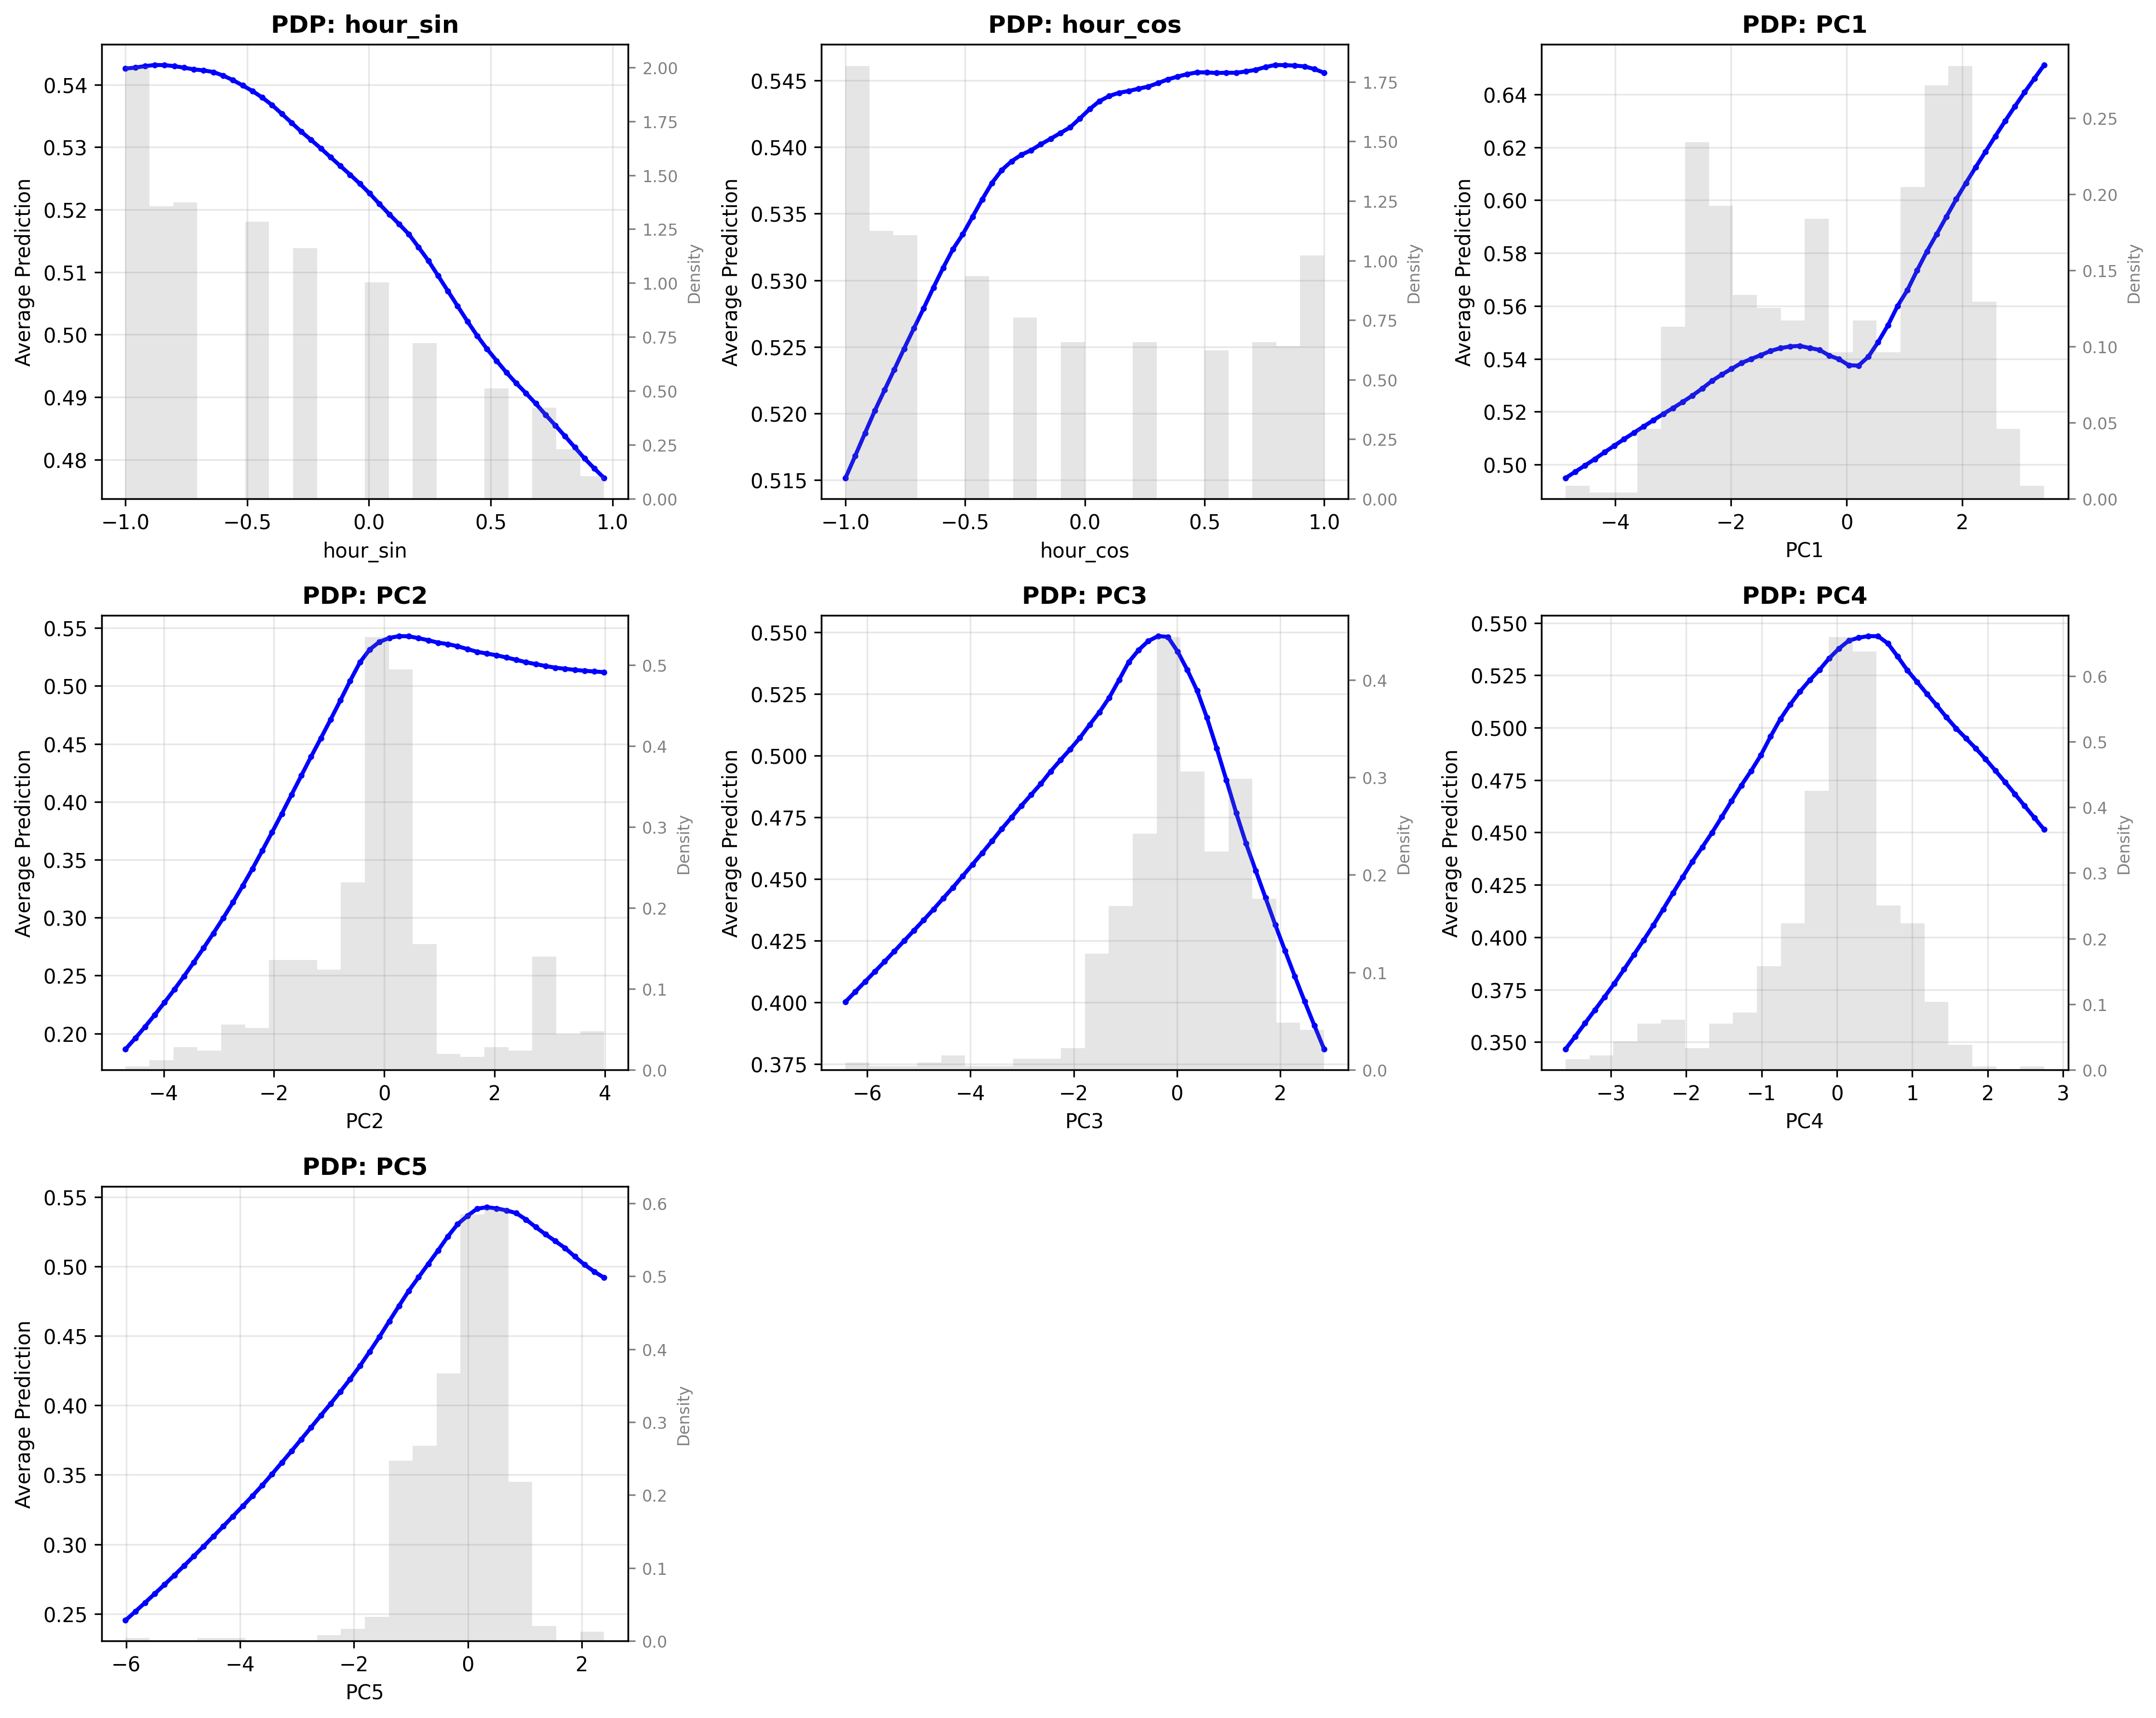 PDP: hour_sin
Average Prediction
0.54
0.53
0.52
0.51
0.50
0.49
0.48
2.00
1.75
1.50
1.25
1.00
0.75
0.50
0.25
0.00
Density
−1.0 −0.5 0.0 0.5 1.0
hour_sin
PDP: hour_cos
Average Prediction
0.545
0.540
0.535
0.530
0.525
0.520
0.515
1.75
1.50
1.25
1.00
0.75
0.50
0.25
0.00
Density
−1.0 −0.5 0.0 0.5 1.0
hour_cos
PDP: PC1
Average Prediction
0.64
0.62
0.60
0.58
0.56
0.54
0.52
0.50
0.25
0.20
0.15
0.10
0.05
0.00
Density
−4 −2 0 2
PC1
PDP: PC2
Average Prediction
0.55
0.50
0.45
0.40
0.35
0.30
0.25
0.20
0.5
0.4
0.3
0.2
0.1
0.0
Density
−4 −2 0 2 4
PC2
PDP: PC3
Average Prediction
0.550
0.525
0.500
0.475
0.450
0.425
0.400
0.375
0.4
0.3
0.2
0.1
0.0
Density
−6 −4 −2 0 2
PC3
PDP: PC4
Average Prediction
0.550
0.525
0.500
0.475
0.450
0.425
0.400
0.375
0.350
0.6
0.5
0.4
0.3
0.2
0.1
0.0
Density
−3 −2 −1 0 1 2 3
PC4
PDP: PC5
Average Prediction
0.55
0.50
0.45
0.40
0.35
0.30
0.25
0.6
0.5
0.4
0.3
0.2
0.1
0.0
Density
−6 −4 −2 0 2
PC5